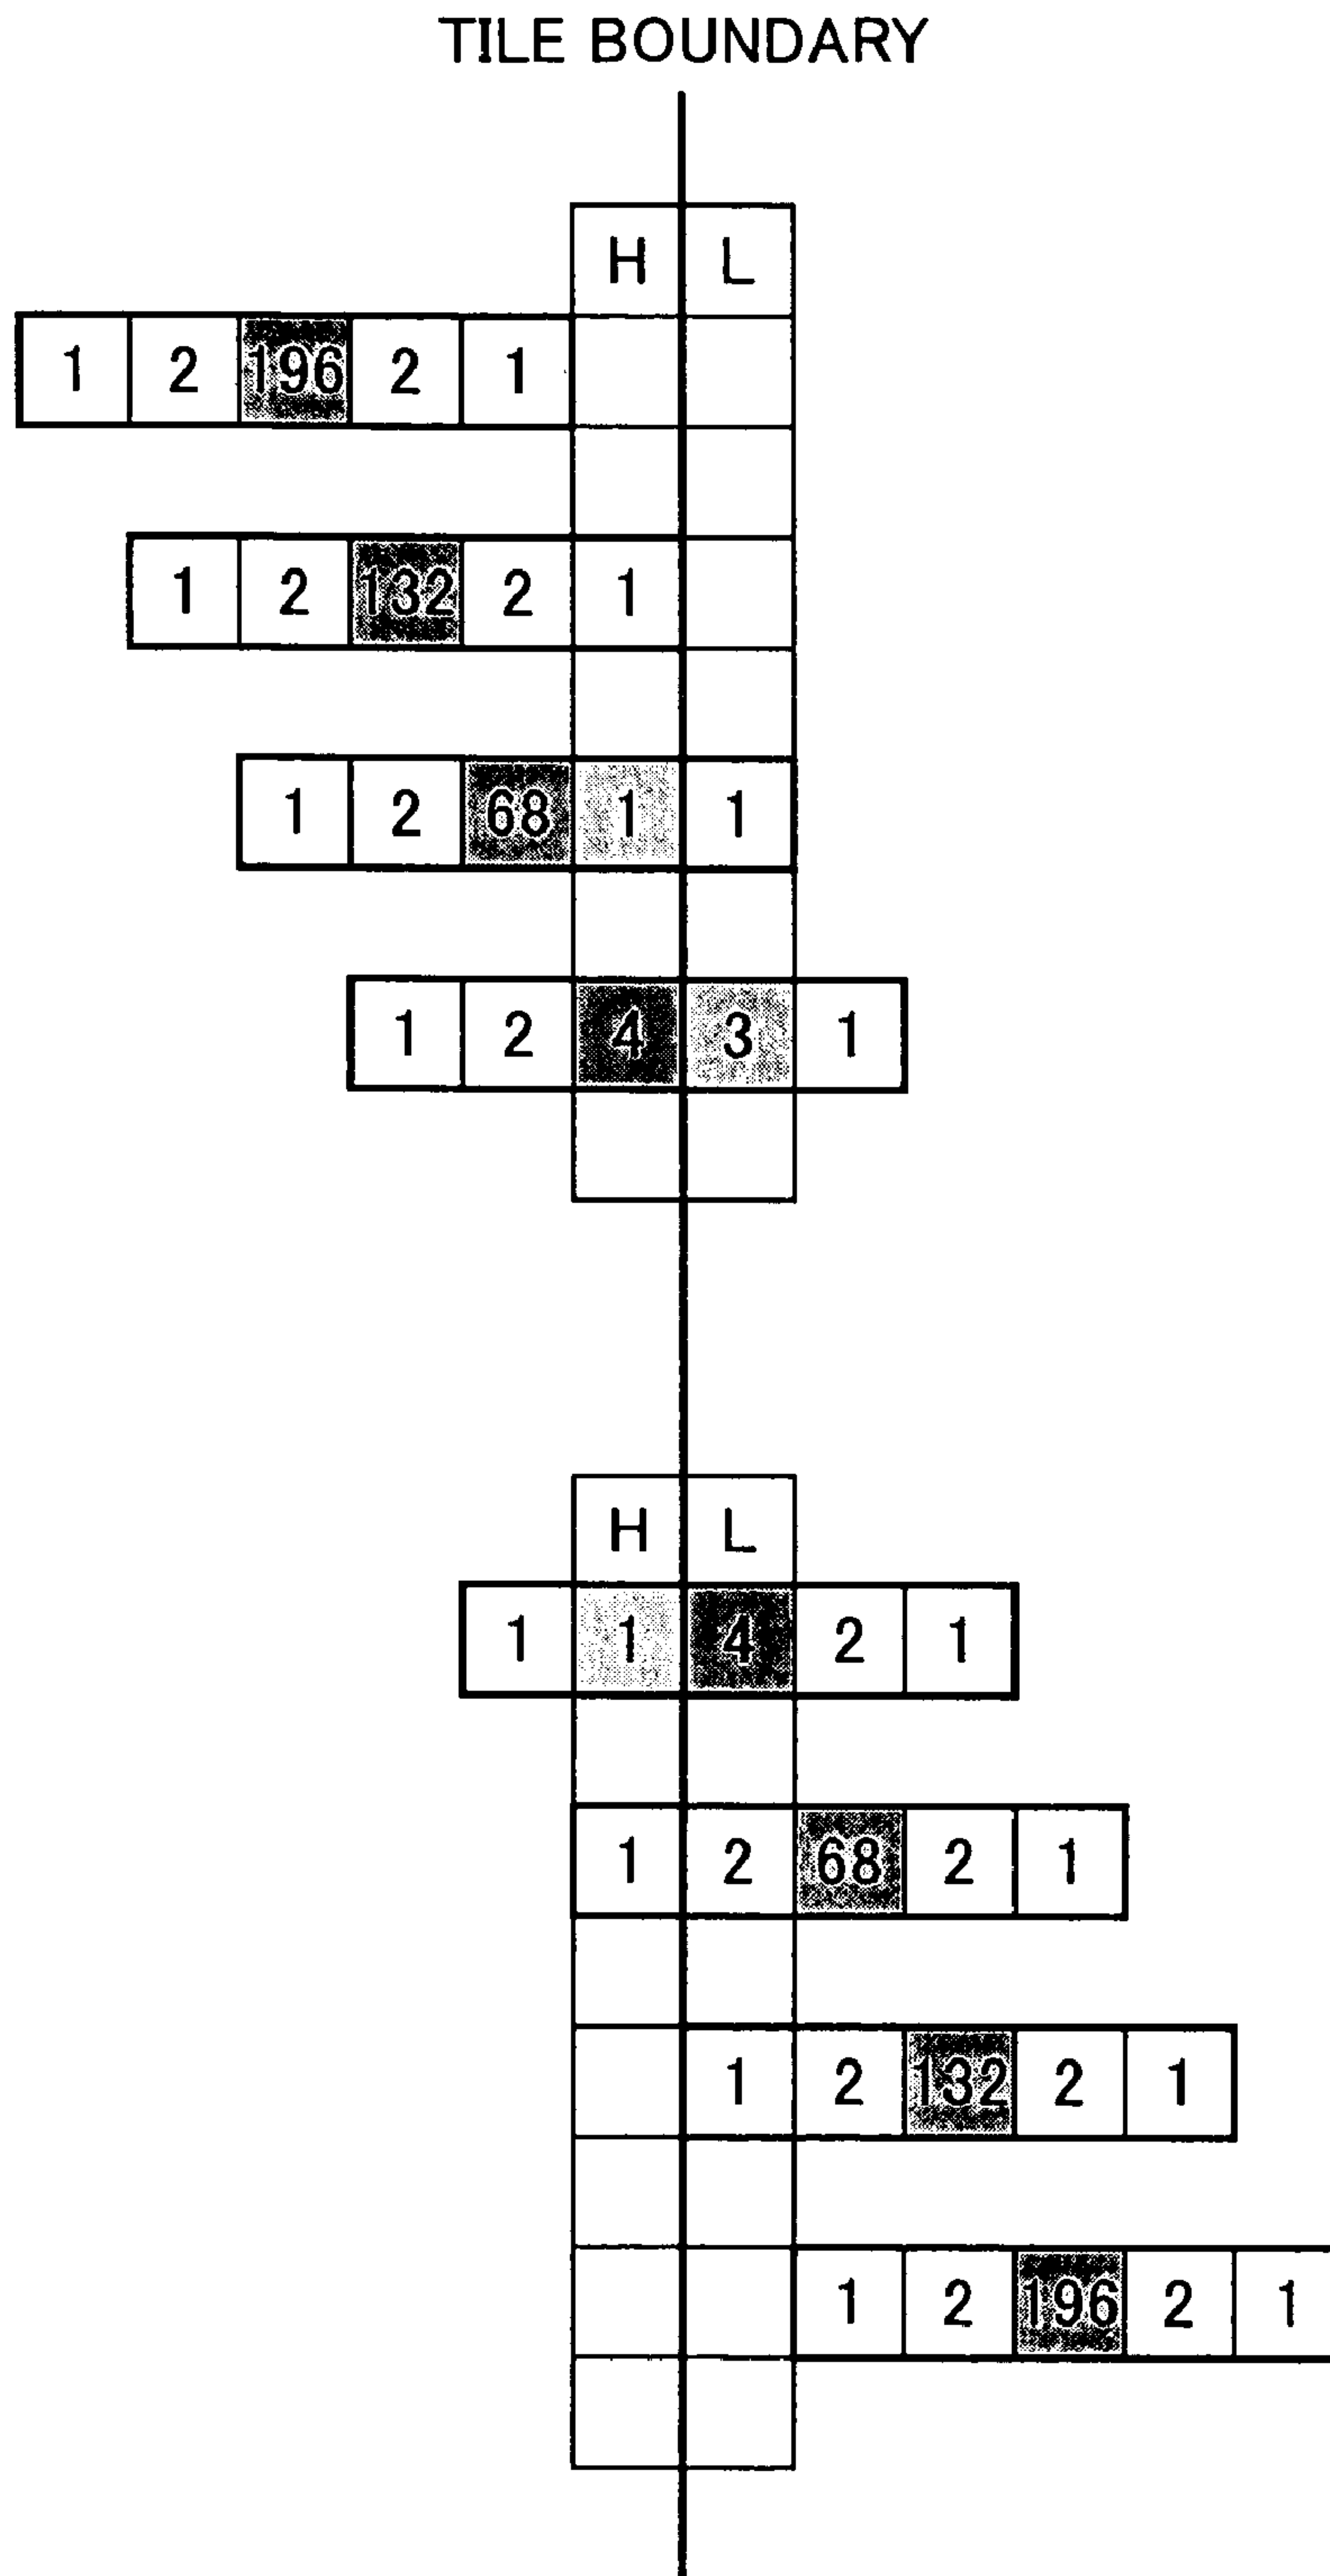 TILE BOUNDARY
H L
1 2 196 2 1
1 2 132 2 1
1 2 68 1 1
1 2 4 3 1
H L
1 1 4 2 1
1 2 68 2 1
1 2 132 2 1
1 2 196 2 1